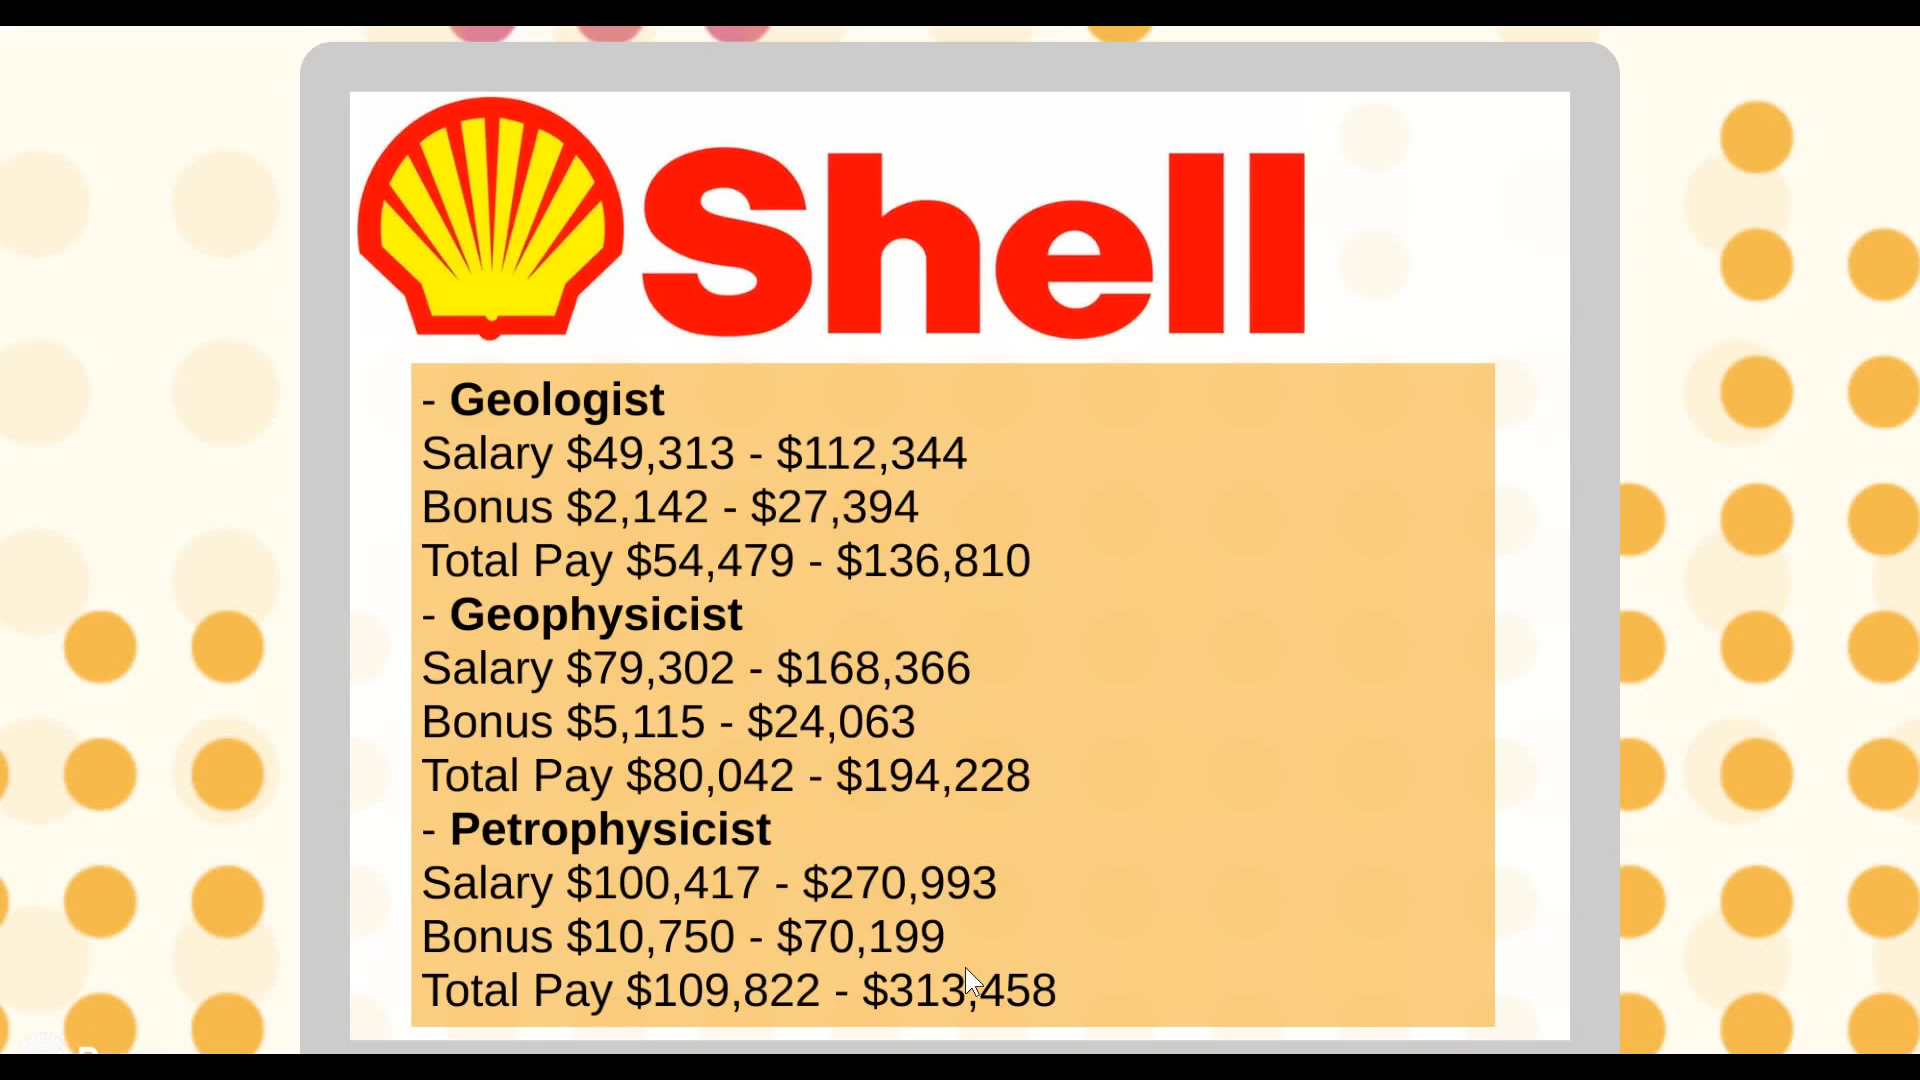 Shell
- Geologist
Salary $49,313 - $112,344
Bonus $2,142 - $27,394
Total Pay $54,479 - $136,810
- Geophysicist
Salary $79,302 - $168,366
Bonus $5,115 - $24,063
Total Pay $80,042 - $194,228
- Petrophysicist
Salary $100,417 - $270,993
Bonus $10,750 - $70,199
Total Pay $109,822 - $313,458